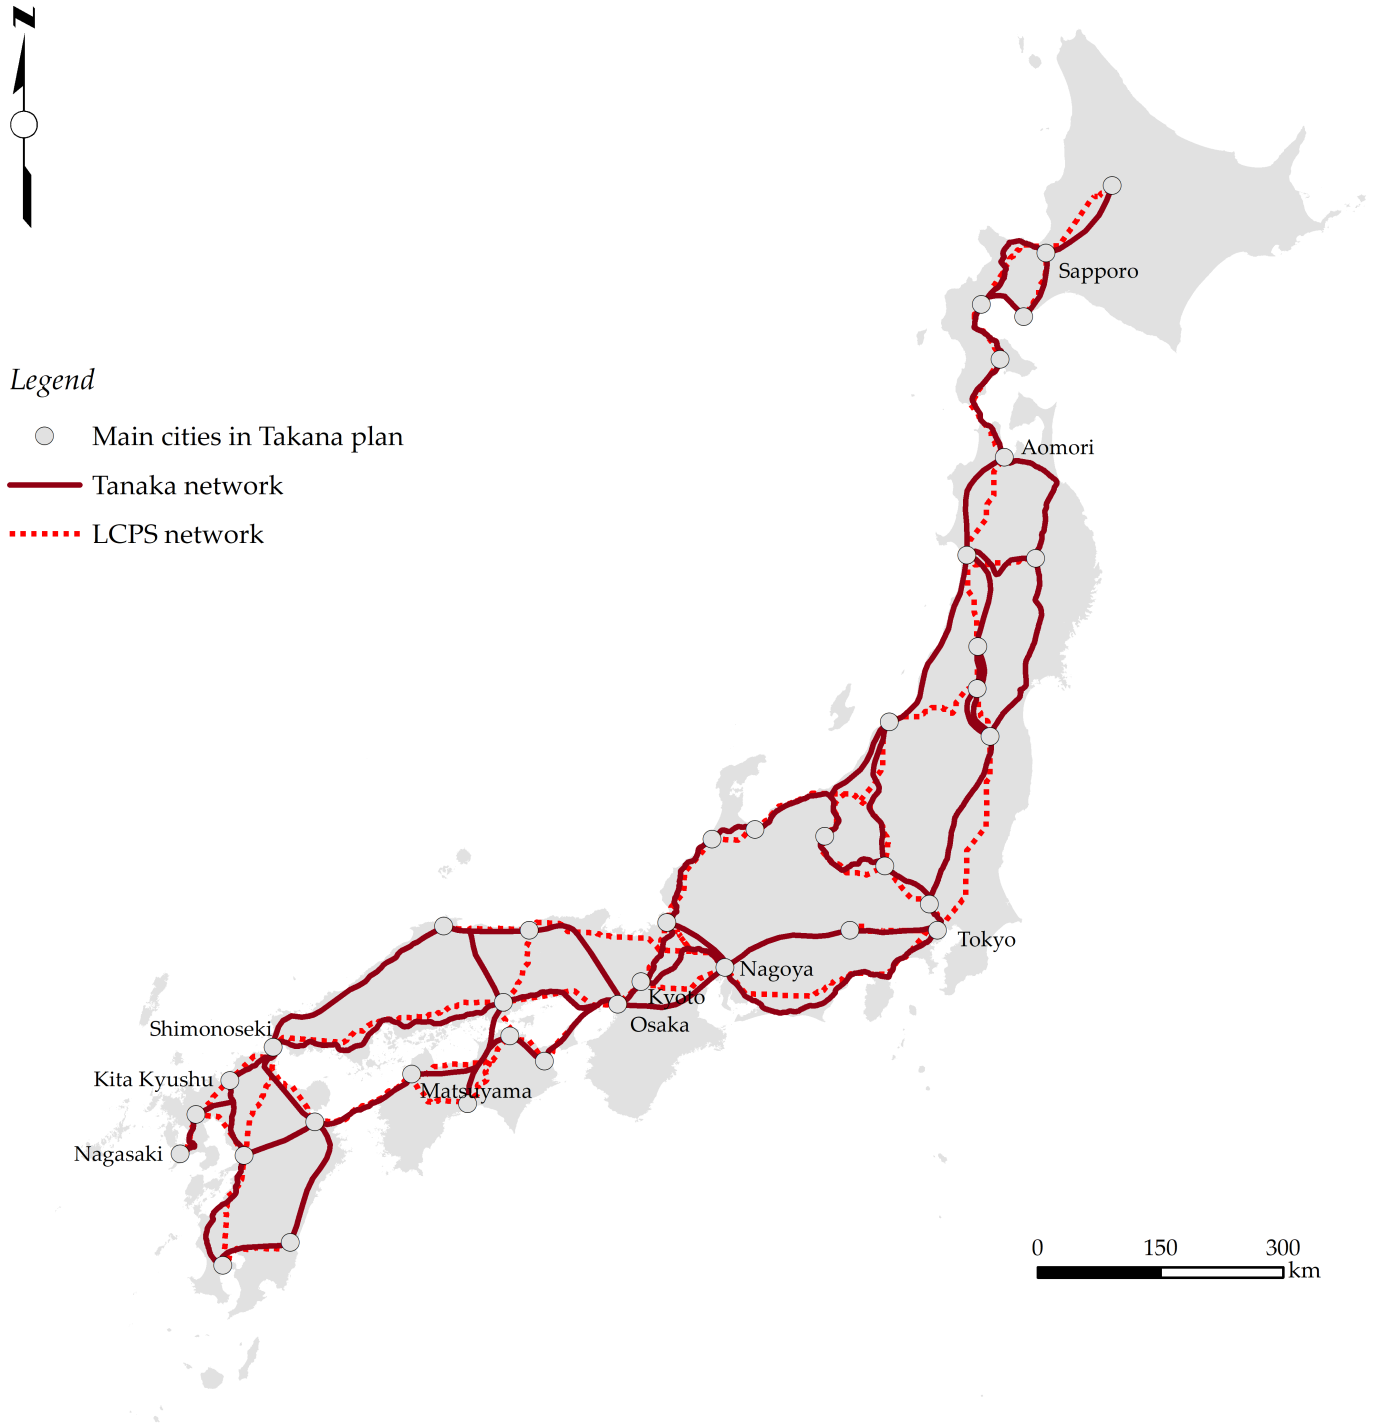 N
Sapporo
Legend
Aomori
Main cities in Takana plan
Tanaka network
LCPS network
Tokyo
Nagoya
Kyoto
Osaka
Shimonoseki
Kita Kyushu
Matsuyama
Nagasaki
0 150 300
km